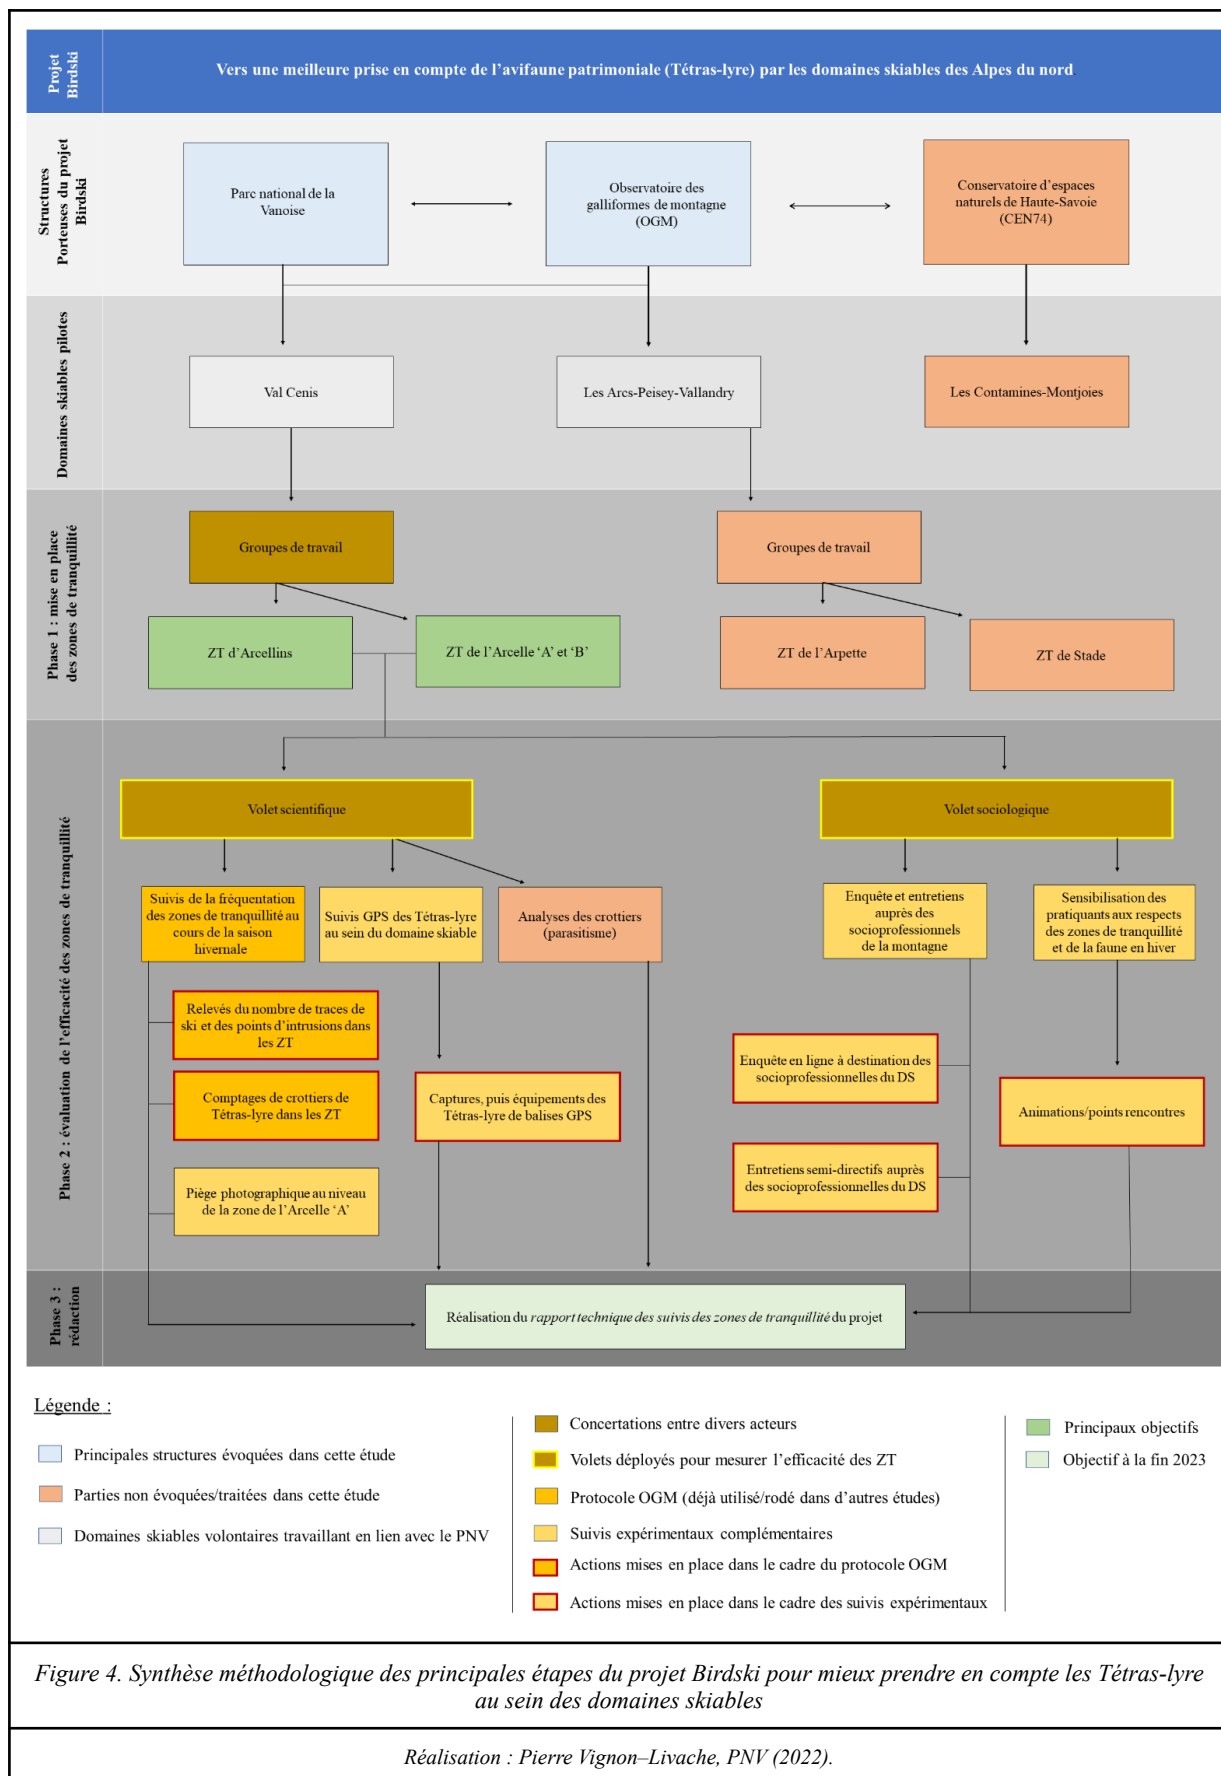 Projet
Birdski
Vers une meilleure prise en compte de l'avifaune patrimoniale (Tétras-lyre) par les domaines skiables des Alpes du nord
Structures
Porteuses du projet
Birdski
Parc national de la
Vanoise
Observatoire des
galliformes de montagne
(OGM)
Conservatoire d'espaces
naturels de Haute-Savoie
(CEN74)
Domaines skiables pilotes
Val Cenis
Les Arcs-Peisey-Vallandry
Les Contamines-Montjoies
Phase 1 : mise en place
des zones de tranquillité
Groupes de travail
Groupes de travail
ZT d'Arcellins
ZT de l'Arcelle 'A' et 'B'
ZT de l'Arpette
ZT de Stade
Phase 2 : évaluation de l'efficacité des zones de tranquillité
Volet scientifique
Volet sociologique
Suivis de la fréquentation
des zones de tranquillité au
cours de la saison
hivernale
Suivis GPS des Tétras-lyre
au sein du domaine skiable
Analyses des crottiers
(parasitisme)
Enquête et entretiens
auprès des
socioprofessionnels
de la montagne
Sensibilisation des
pratiquants aux respects
des zones de tranquillité
et de la faune en hiver
Relevés du nombre de traces de
ski et des points d'intrusions dans
les ZT
Comptages de crottiers de
Tétras-lyre dans les ZT
Piège photographique au niveau
de la zone de l'Arcelle 'A'
Captures, puis équipements des
Tétras-lyre de balises GPS
Enquête en ligne à destination des
socioprofessionnelles du DS
Entretiens semi-directifs auprès
des socioprofessionnelles du DS
Animations/points rencontres
Phase 3 :
rédaction
Réalisation du rapport technique des suivis des zones de tranquillité du projet
Légende :
Principales structures évoquées dans cette étude
Parties non évoquées/traitées dans cette étude
Domaines skiables volontaires travaillant en lien avec le PNV
Concertations entre divers acteurs
Volets déployés pour mesurer l'efficacité des ZT
Protocole OGM (déjà utilisé/rodé dans d'autres études)
Suivis expérimentaux complémentaires
Actions mises en place dans le cadre du protocole OGM
Actions mises en place dans le cadre des suivis expérimentaux
Principaux objectifs
Objectif à la fin 2023
Figure 4. Synthèse méthodologique des principales étapes du projet Birdski pour mieux prendre en compte les Tétras-lyre
au sein des domaines skiables
Réalisation : Pierre Vignon–Livache, PNV (2022).